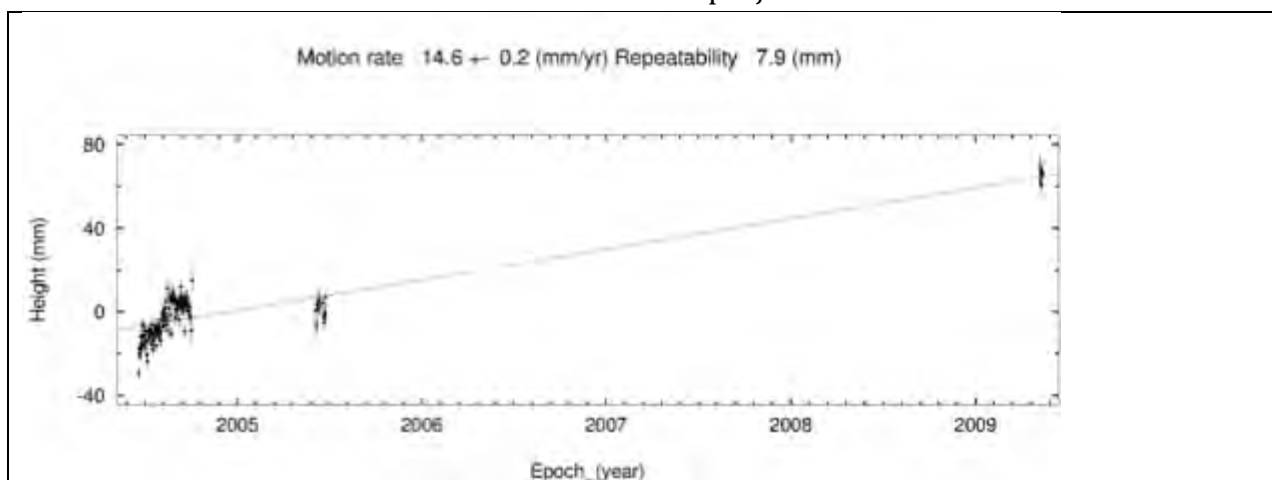 Motion rate 14.6 +- 0.2 (mm/yr) Repeatability 7.9 (mm)
80
40
0
-40
Height (mm)
2005 2006 2007 2008 2009
Epoch_(year)